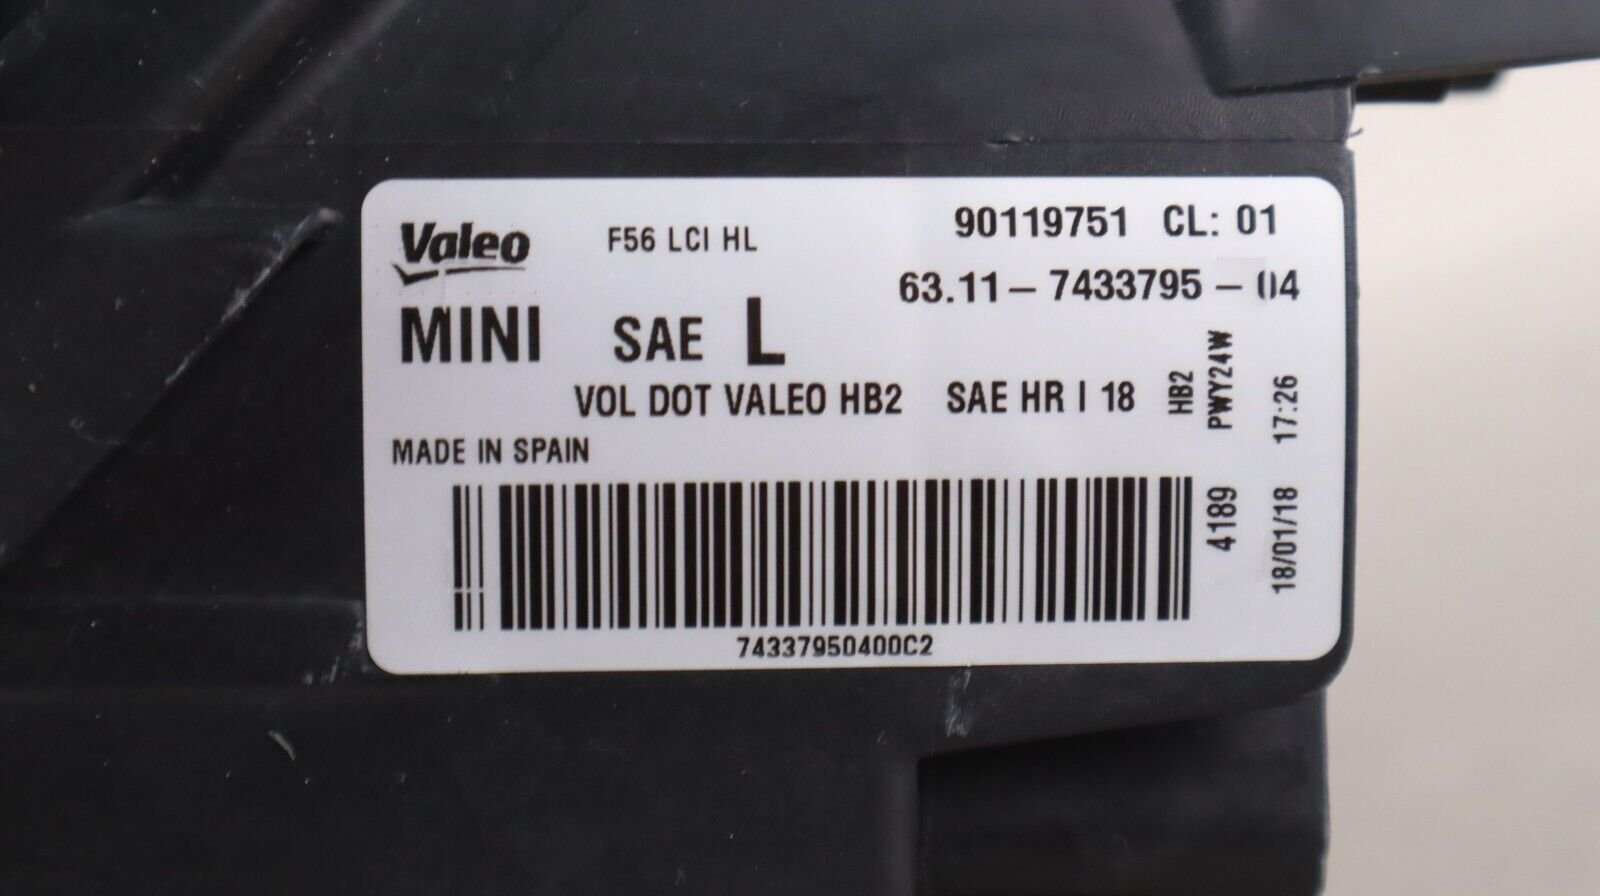 Valeo F56 LCI HL 90119751 CL: 01
63.11 – 7433795 – 04
MINI SAE L
VOL DOT VALEO HB2 SAE HR I 18
HB2
PWY24W
MADE IN SPAIN
4189
18/01/18 17:26
74337950400C2